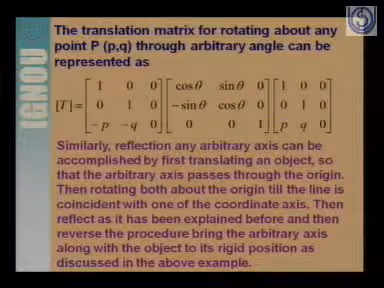 The translation matrix for rotating about any
point P (p,q) through arbitrary angle can be
represented as
[T]= [1 0 0 0 1 0 -p -q 0] [cosθ sinθ 0 -sinθ cosθ 0 0 0 1] [1 0 0 0 1 0 p q 0]
Similarly, reflection any arbitrary axis can be
accomplished by first translating an object, so
that the arbitrary axis passes through the origin.
Then rotating both about the origin till the line is
coincident with one of the coordinate axis. Then
reflect as it has been explained before and then
reverse the procedure bring the arbitrary axis
along with the object to its rigid position as
discussed in the above example.
IGNOU